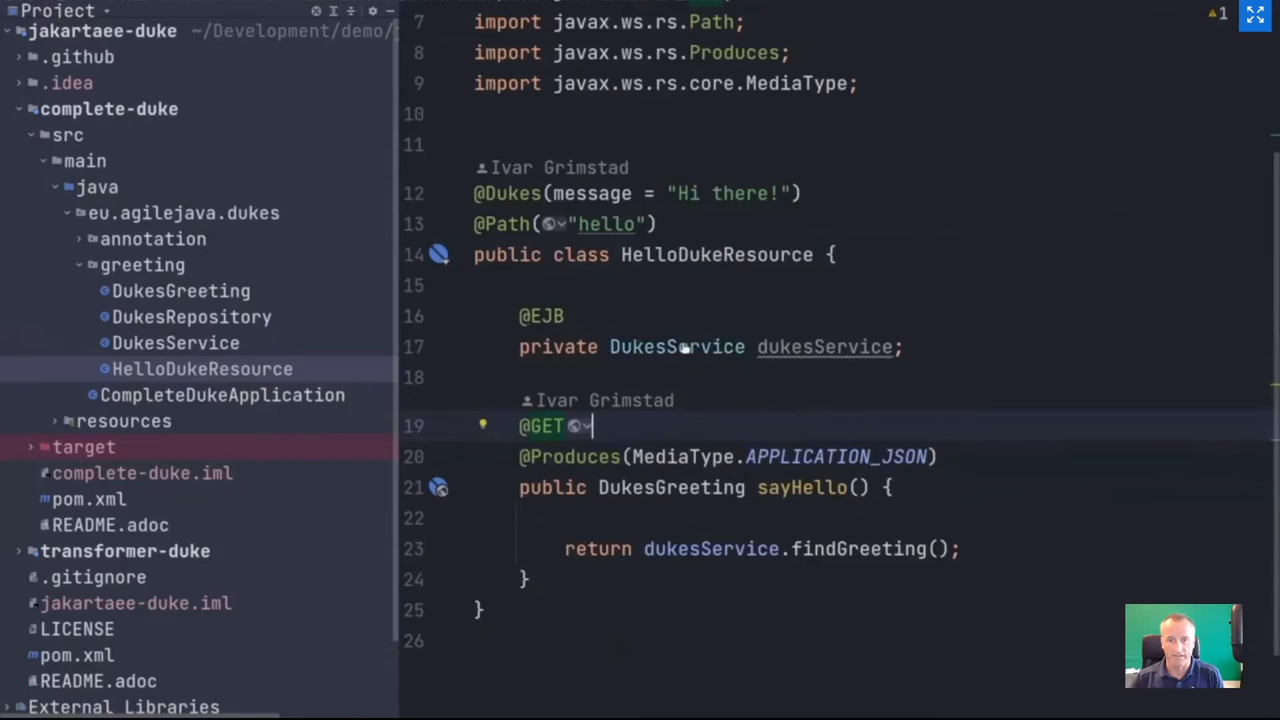 Project
jakartaee-duke ~/Development/demo/
.github
.idea
complete-duke
src
main
java
eu.agilejava.dukes
annotation
greeting
DukesGreeting
DukesRepository
DukesService
HelloDukeResource
CompleteDukeApplication
resources
target
complete-duke.iml
pom.xml
README.adoc
transformer-duke
.gitignore
jakartaee-duke.iml
LICENSE
pom.xml
README.adoc
External Libraries
1
7 import javax.ws.rs.Path;
8 import javax.ws.rs.Produces;
9 import javax.ws.rs.core.MediaType;
10
11
Ivar Grimstad
12 @Dukes(message = "Hi there!")
13 @Path("hello")
14 public class HelloDukeResource {
15
16 @EJB
17 private DukesService dukesService;
18
Ivar Grimstad
19 @GET
20 @Produces(MediaType.APPLICATION_JSON)
21 public DukesGreeting sayHello() {
22
23 return dukesService.findGreeting();
24 }
25 }
26